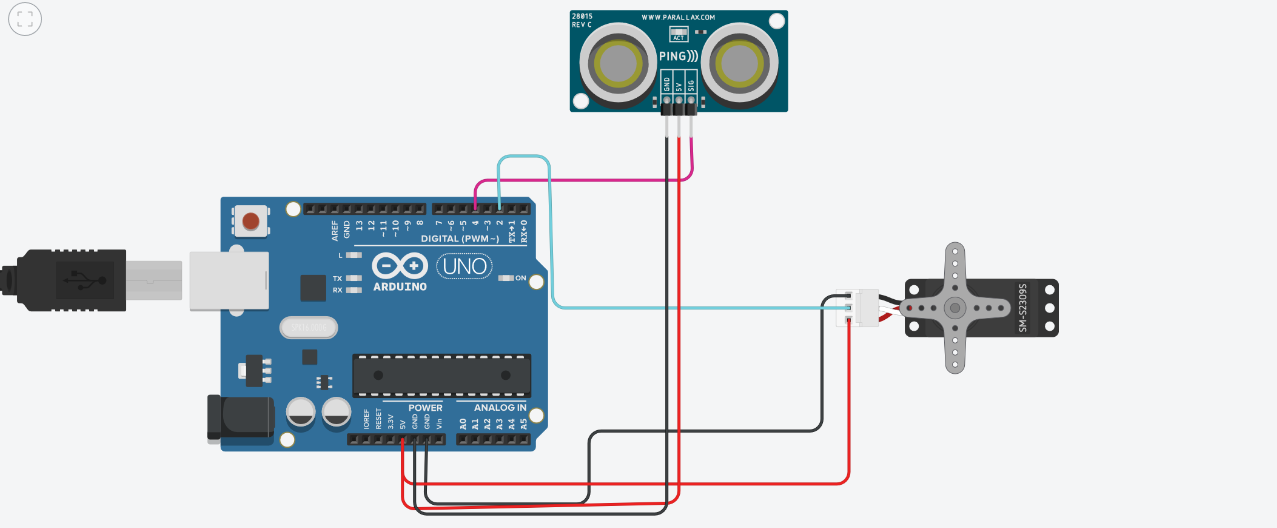 28015
REV C
WWW.PARALLAX.COM
ACT
PING)))
GND
5V
SIG
AREF
GND
13
12
~11
~10
~9
8
7
~6
~5
4
~3
2
TX→1
RX←0
DIGITAL (PWM~)
L
TX
RX
ARDUINO
UNO
ON
POWER
ANALOG IN
IOREF
RESET
3.3V
5V
GND
GND
Vin
A0
A1
A2
A3
A4
A5
SM-S2309S